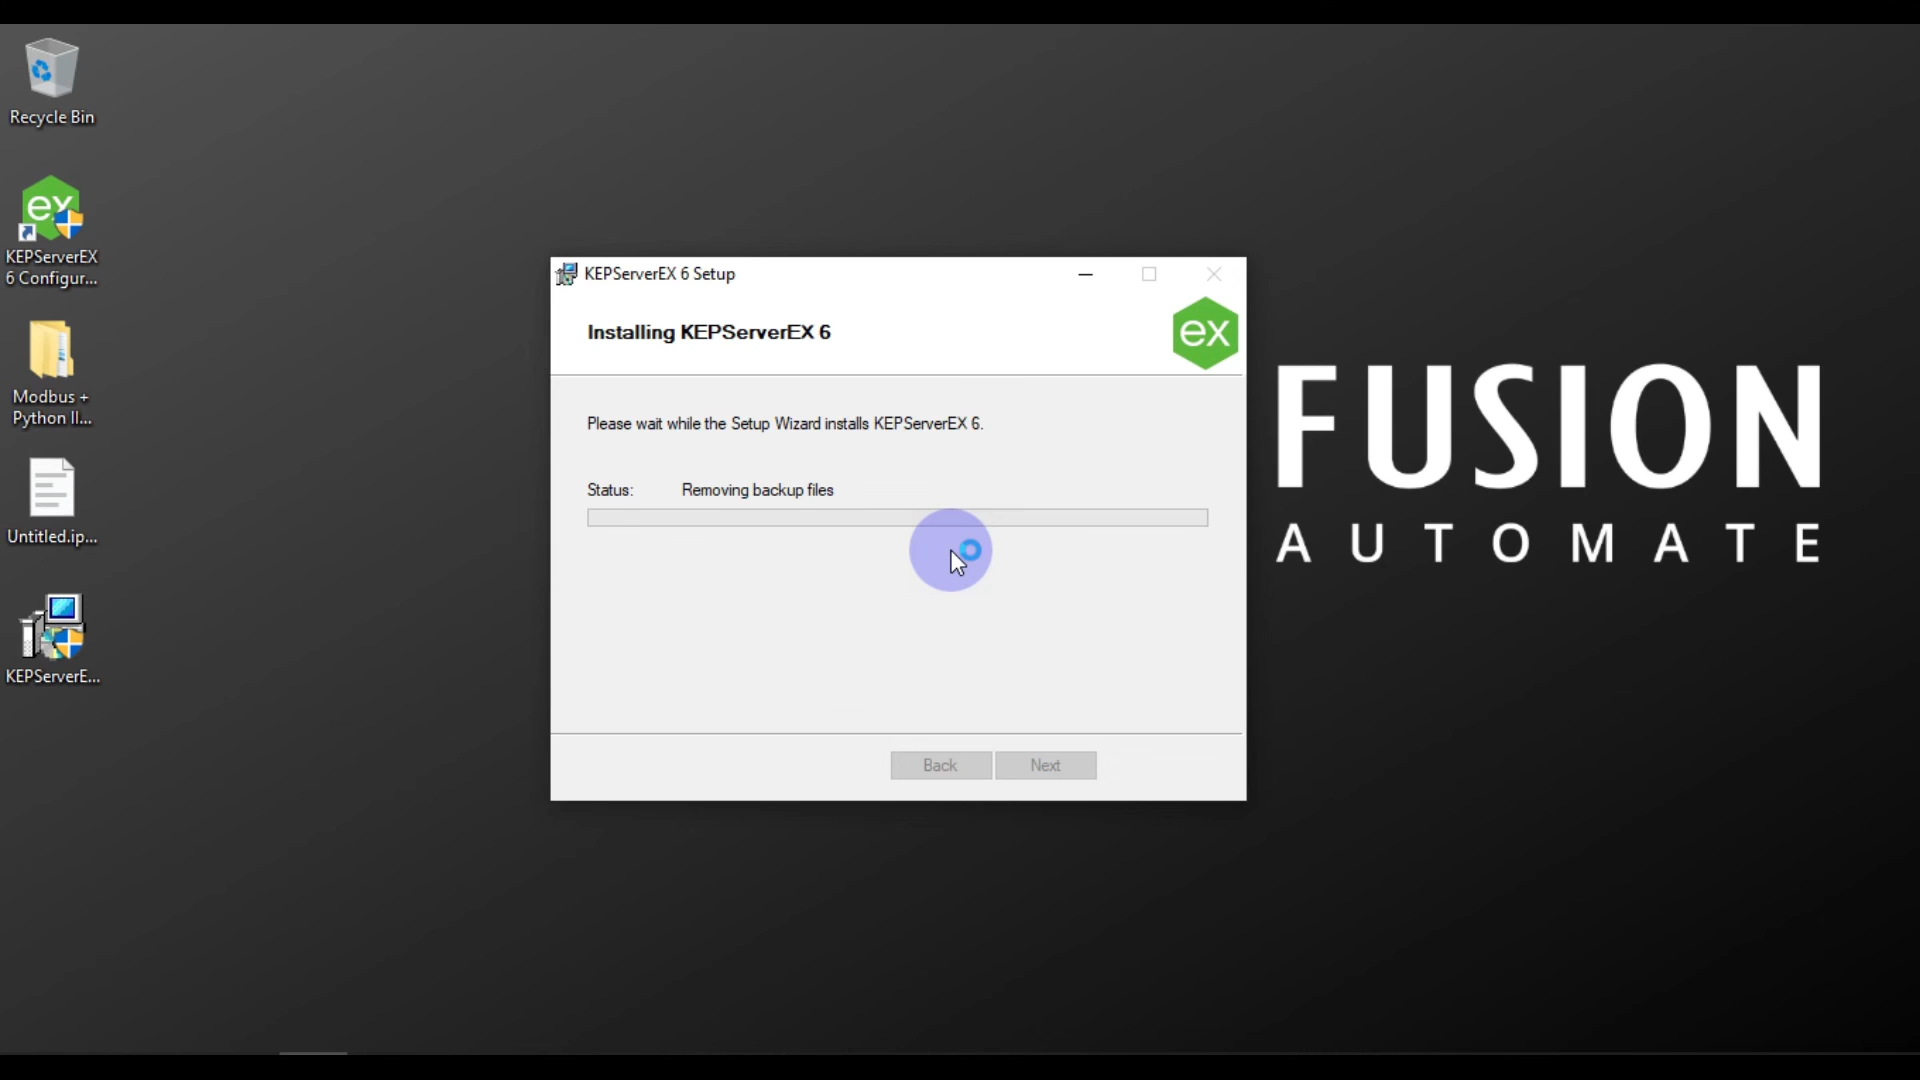 Recycle Bin
ex
KEPServerEX
6 Configur...
Modbus +
Python II...
Untitled.ip...
KEPServerE...
KEPServerEX 6 Setup
Installing KEPServerEX 6
ex
Please wait while the Setup Wizard installs KEPServerEX 6.
Status: Removing backup files
Back Next
FUSION
AUTOMATE